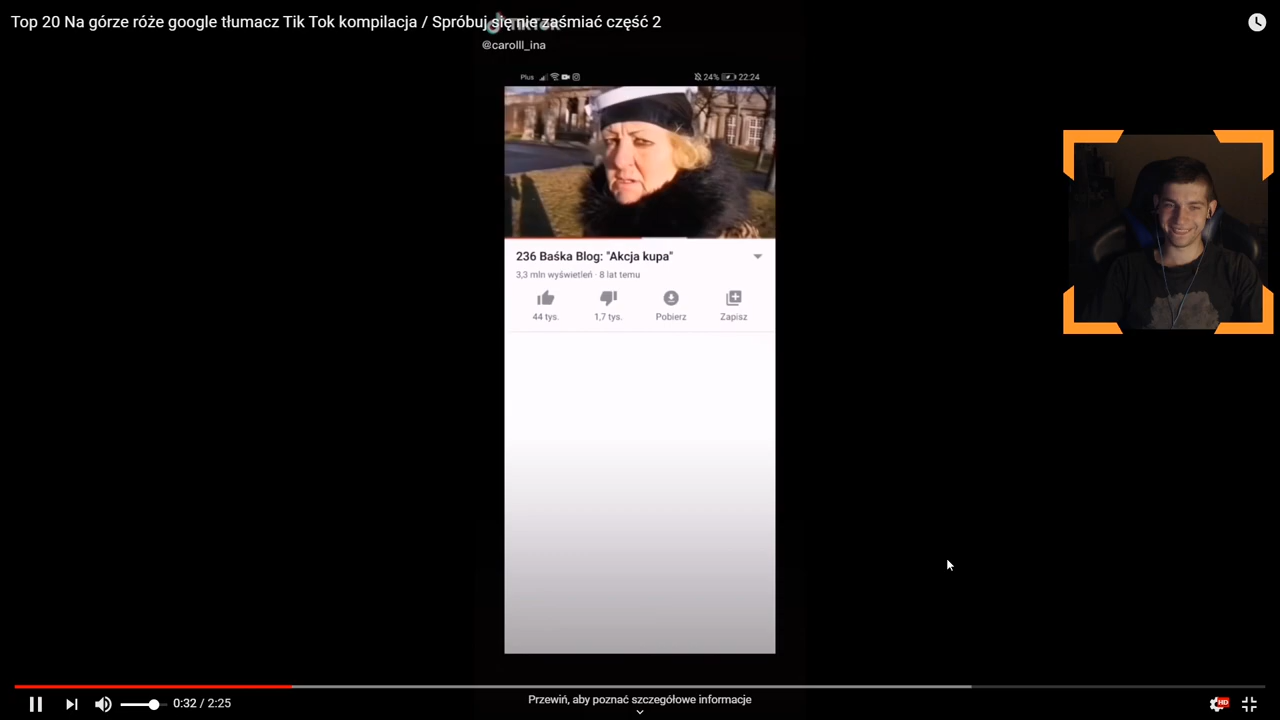 Top 20 Na górze róże google tłumacz Tik Tok kompilacja / Spróbuj się nie zaśmiać część 2
TikTok
@carolll_ina
Plus
24% 22:24
236 Baśka Blog: "Akcja kupa"
3,3 mln wyświetleń · 8 lat temu
44 tys. 1,7 tys. Pobierz Zapisz
0:32 / 2:25
Przewiń, aby poznać szczegółowe informacje
HD